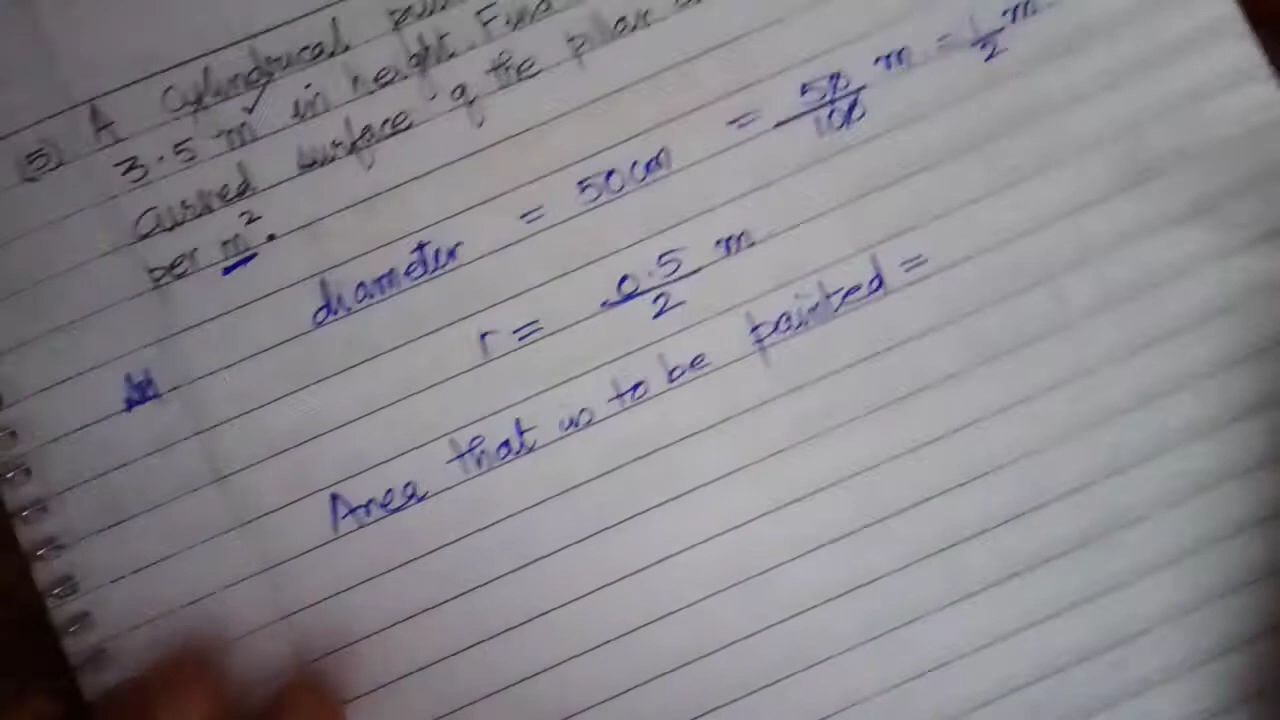 5) A cylindrical
3.5 m in height. Find
curved surface of the
per m².
diameter = 50 cm = 50/100 m = 1/2 m
r = 0.5/2 m
Area that is to be painted =